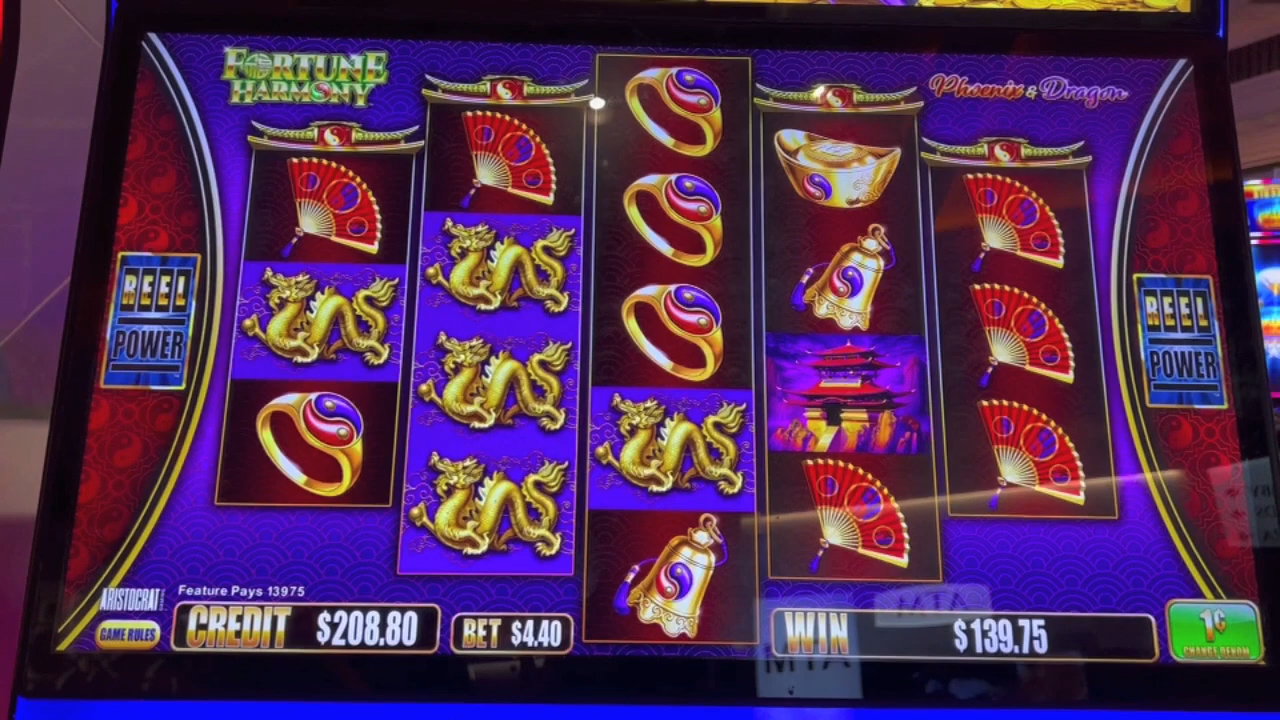 FORTUNE
HARMONY
Phoenix & Dragon
REEL
POWER
REEL
POWER
Feature Pays 13975
ARISTOCRAT
GAME RULES
CREDIT $208.80
BET $4.40
WIN $139.75
1¢
CHANGE DENOM